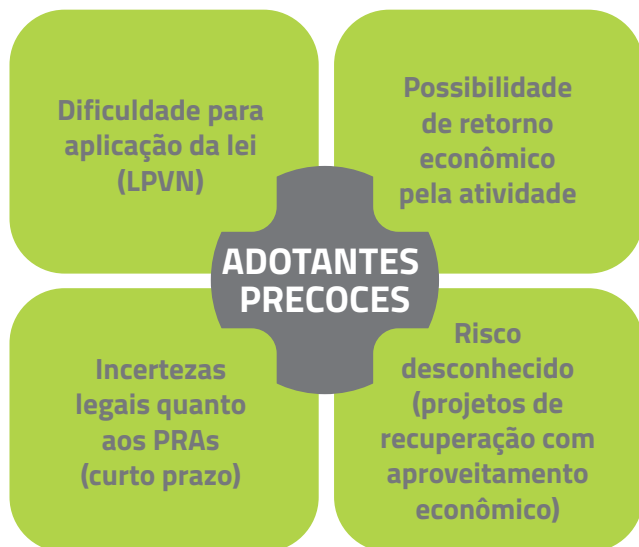 Dificuldade para
aplicação da lei
(LPVN)
Possibilidade
de retorno
econômico
pela atividade
ADOTANTES
PRECOCES
Incertezas
legais quanto
aos PRAs
(curto prazo)
Risco
desconhecido
(projetos de
recuperação com
aproveitamento
econômico)